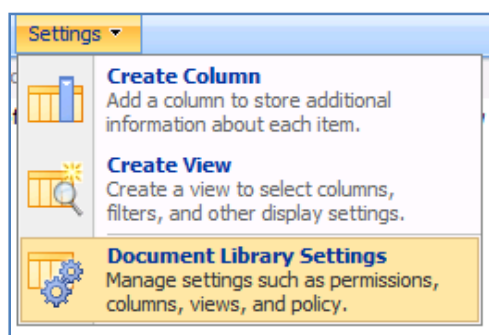 Settings
Create Column
Add a column to store additional
information about each item.
Create View
Create a view to select columns,
filters, and other display settings.
Document Library Settings
Manage settings such as permissions,
columns, views, and policy.